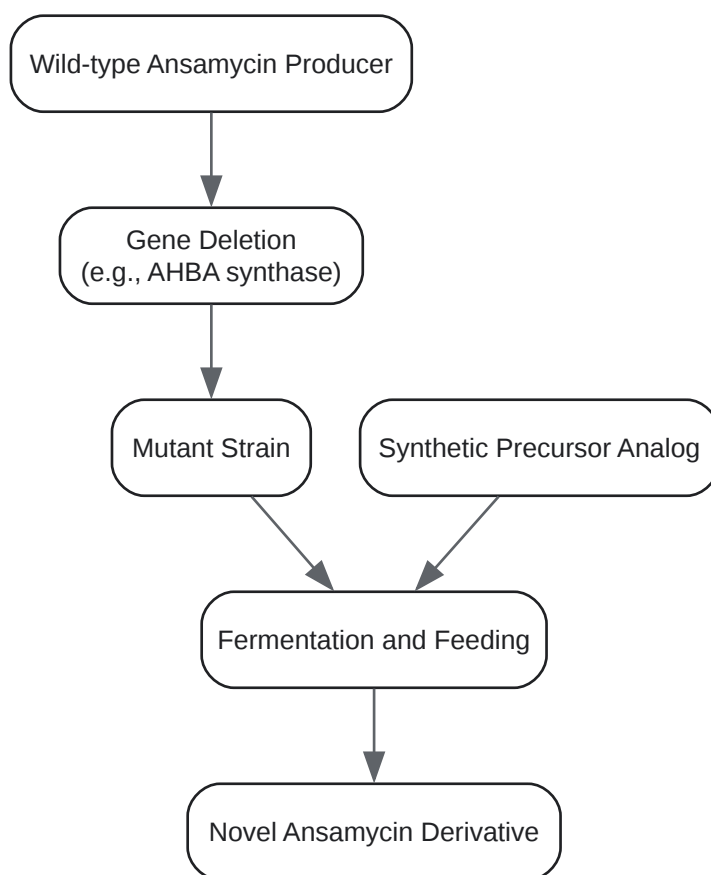 Wild-type Ansamycin Producer
Gene Deletion
(e.g., AHBA synthase)
Mutant Strain
Synthetic Precursor Analog
Fermentation and Feeding
Novel Ansamycin Derivative